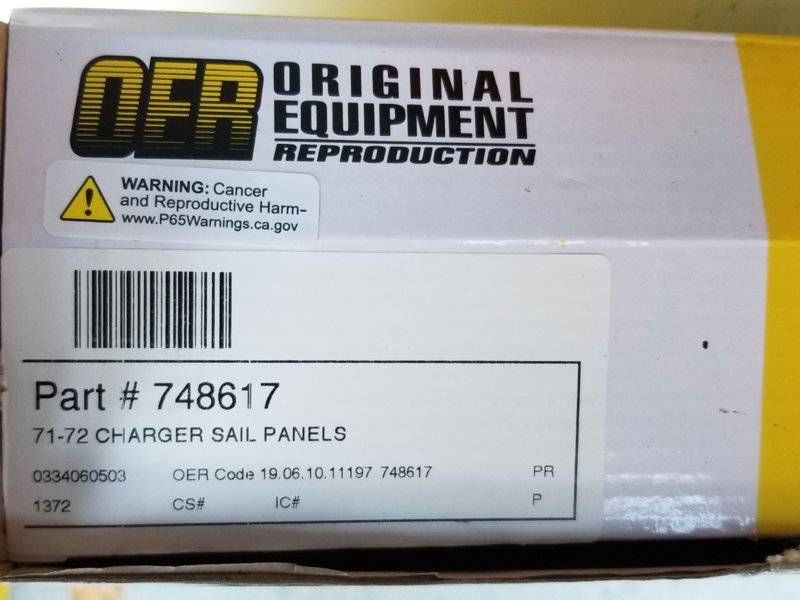 OER ORIGINAL
EQUIPMENT
REPRODUCTION
WARNING: Cancer
and Reproductive Harm-
www.P65Warnings.ca.gov
Part # 748617
71-72 CHARGER SAIL PANELS
0334060503 OER Code 19.06.10.11197 748617 PR
1372 CS# IC# P